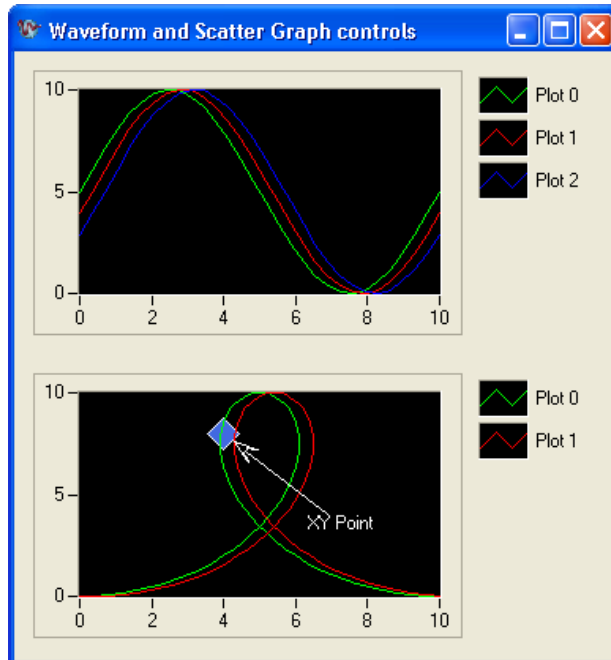 Waveform and Scatter Graph controls
10
5
0
0 2 4 6 8 10
Plot 0
Plot 1
Plot 2
10
5
0
0 2 4 6 8 10
XY Point
Plot 0
Plot 1